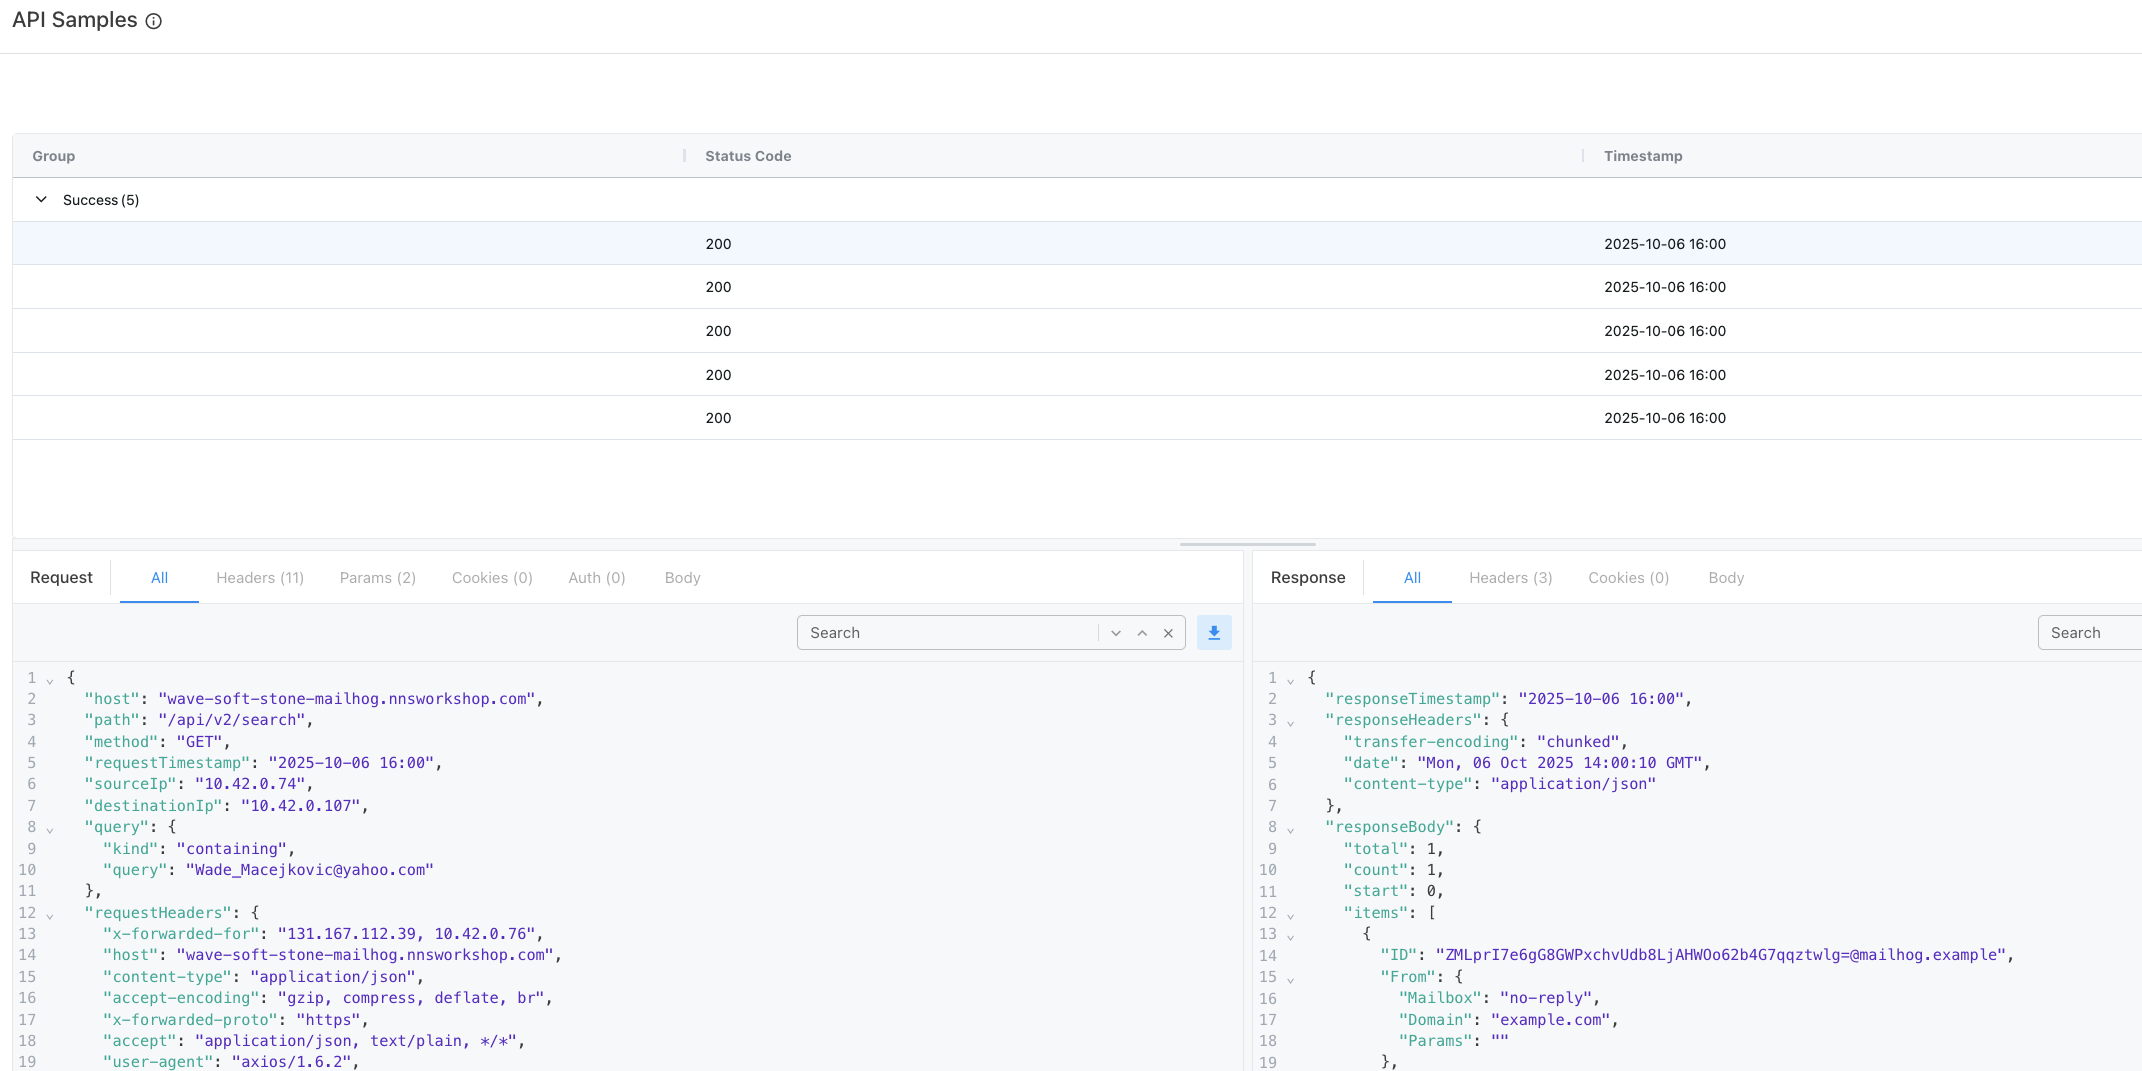 API Samples
Group Status Code Timestamp
Success (5)
200 2025-10-06 16:00
200 2025-10-06 16:00
200 2025-10-06 16:00
200 2025-10-06 16:00
200 2025-10-06 16:00
Request All Headers (11) Params (2) Cookies (0) Auth (0) Body
Search
1 {
2 "host": "wave-soft-stone-mailhog.nnsworkshop.com",
3 "path": "/api/v2/search",
4 "method": "GET",
5 "requestTimestamp": "2025-10-06 16:00",
6 "sourceIp": "10.42.0.74",
7 "destinationIp": "10.42.0.107",
8 "query": {
9 "kind": "containing",
10 "query": "Wade_Macejkovic@yahoo.com"
11 },
12 "requestHeaders": {
13 "x-forwarded-for": "131.167.112.39, 10.42.0.76",
14 "host": "wave-soft-stone-mailhog.nnsworkshop.com",
15 "content-type": "application/json",
16 "accept-encoding": "gzip, compress, deflate, br",
17 "x-forwarded-proto": "https",
18 "accept": "application/json, text/plain, */*",
19 "user-agent": "axios/1.6.2",
Response All Headers (3) Cookies (0) Body
Search
1 {
2 "responseTimestamp": "2025-10-06 16:00",
3 "responseHeaders": {
4 "transfer-encoding": "chunked",
5 "date": "Mon, 06 Oct 2025 14:00:10 GMT",
6 "content-type": "application/json"
7 },
8 "responseBody": {
9 "total": 1,
10 "count": 1,
11 "start": 0,
12 "items": [
13 {
14 "ID": "ZMLprI7e6gG8GWPxchvUdb8LjAHWOo62b4G7qqztwlg=@mailhog.example",
15 "From": {
16 "Mailbox": "no-reply",
17 "Domain": "example.com",
18 "Params": ""
19 },